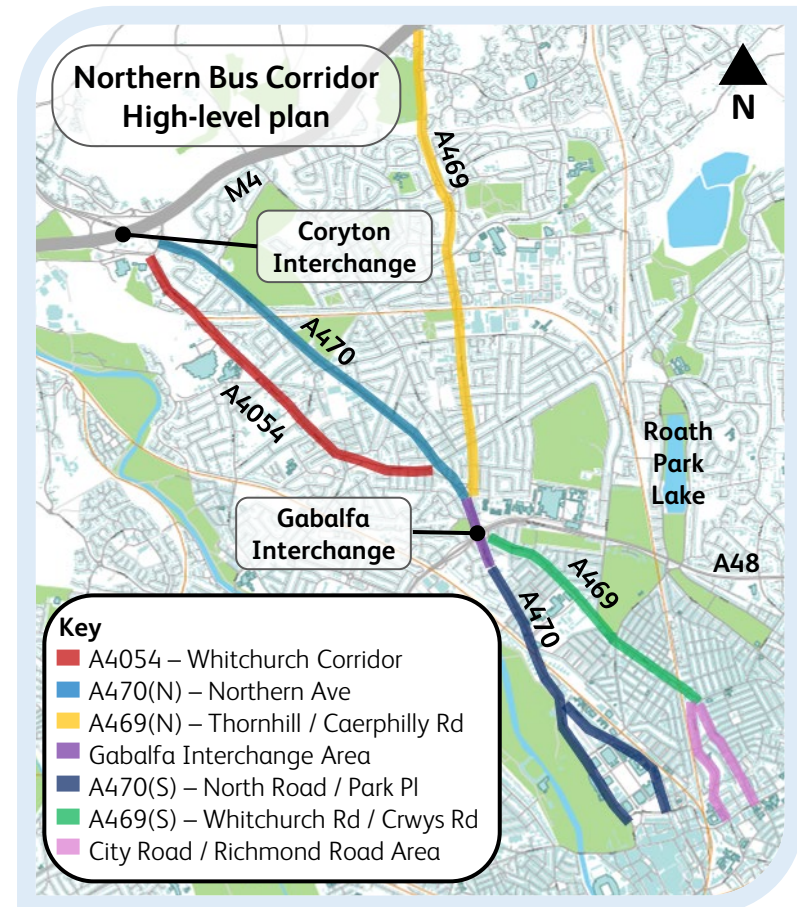 Northern Bus Corridor
High-level plan
N
A469
M4
Coryton
Interchange
A470
A4054
Roath
Park
Lake
Gabalfa
Interchange
A48
A469
A470
Key
A4054 – Whitchurch Corridor
A470(N) – Northern Ave
A469(N) – Thornhill / Caerphilly Rd
Gabalfa Interchange Area
A470(S) – North Road / Park Pl
A469(S) – Whitchurch Rd / Crwys Rd
City Road / Richmond Road Area